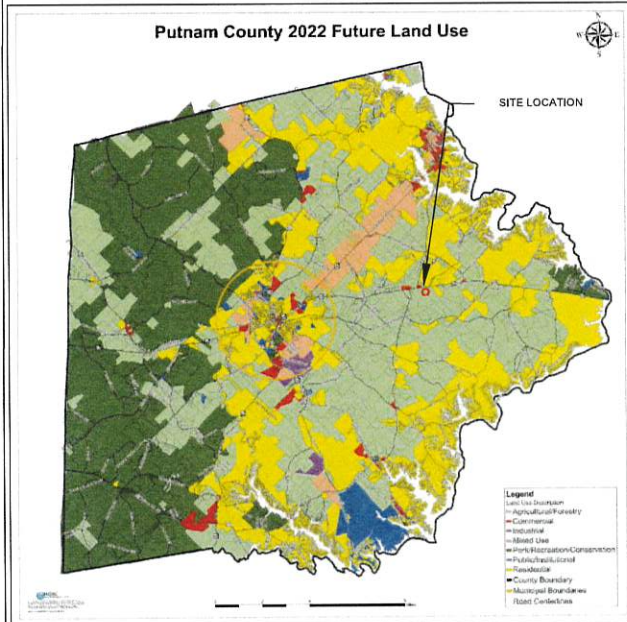 Putnam County 2022 Future Land Use
N
W
E
S
SITE LOCATION
Legend
Land Use Description
Agricultural/Forestry
Commercial
Industrial
Mixed Use
Park/Recreation/Conservation
Public/Institutional
Residential
County Boundary
Municipal Boundaries
Road Centerlines